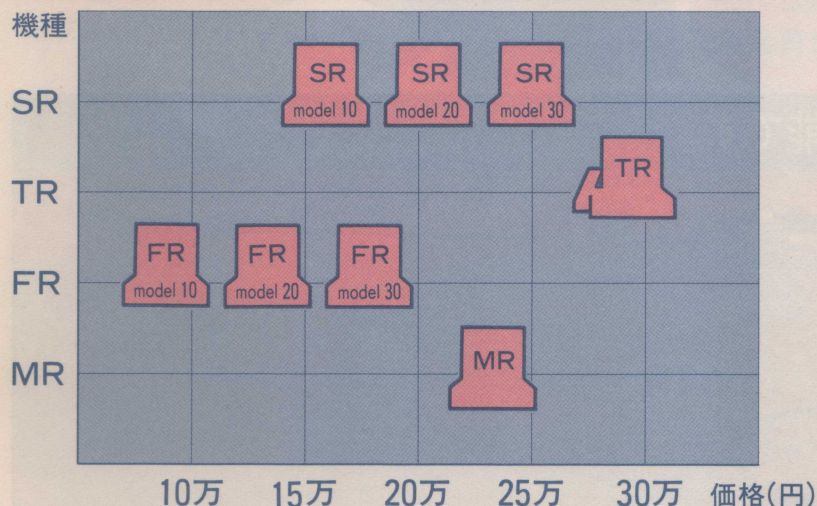 機種
SR
SR
model 10
SR
model 20
SR
model 30
TR
TR
FR
FR
model 10
FR
model 20
FR
model 30
MR
MR
10万 15万 20万 25万 30万 価格(円)